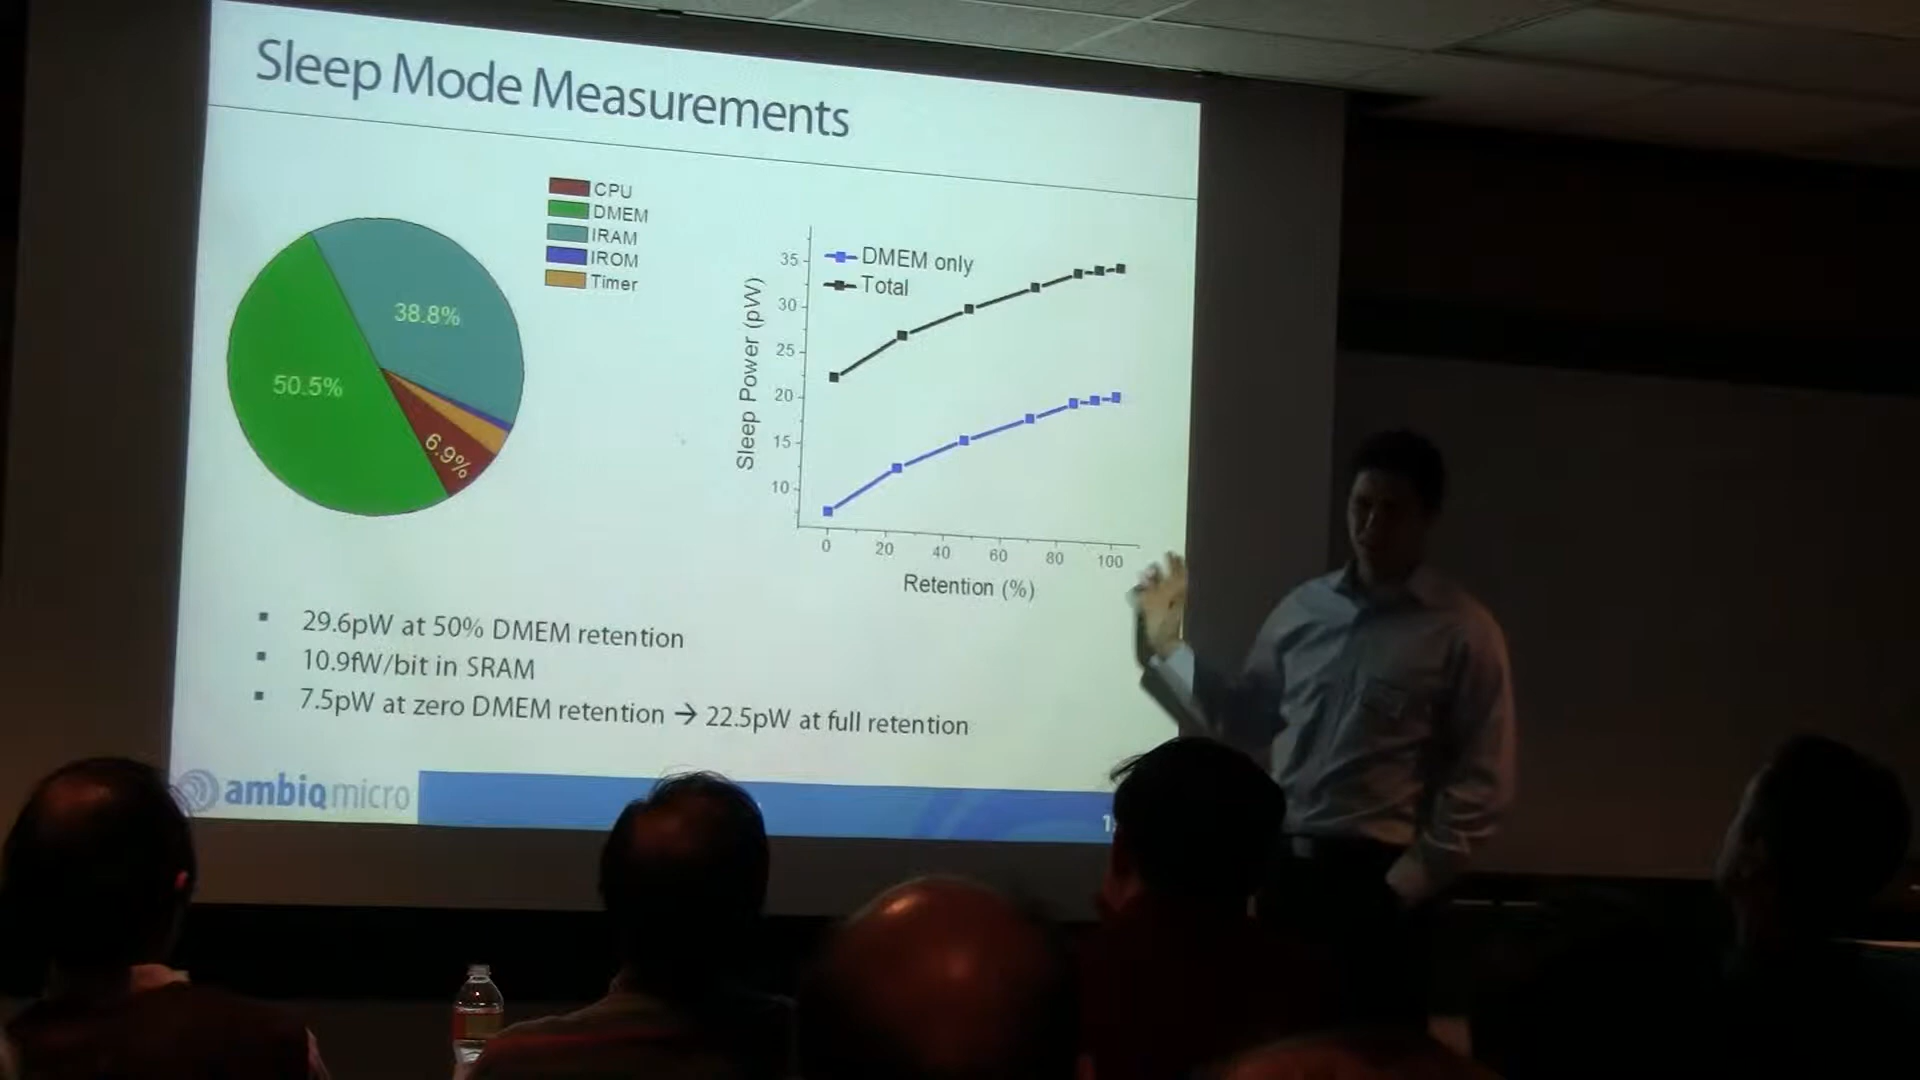 Sleep Mode Measurements
CPU
DMEM
IRAM
IROM
Timer
38.8%
50.5%
6.9%
DMEM only
Total
Sleep Power (pW)
35
30
25
20
15
10
0 20 40 60 80 100
Retention (%)
▪ 29.6pW at 50% DMEM retention
▪ 10.9fW/bit in SRAM
▪ 7.5pW at zero DMEM retention → 22.5pW at full retention
ambiqmicro